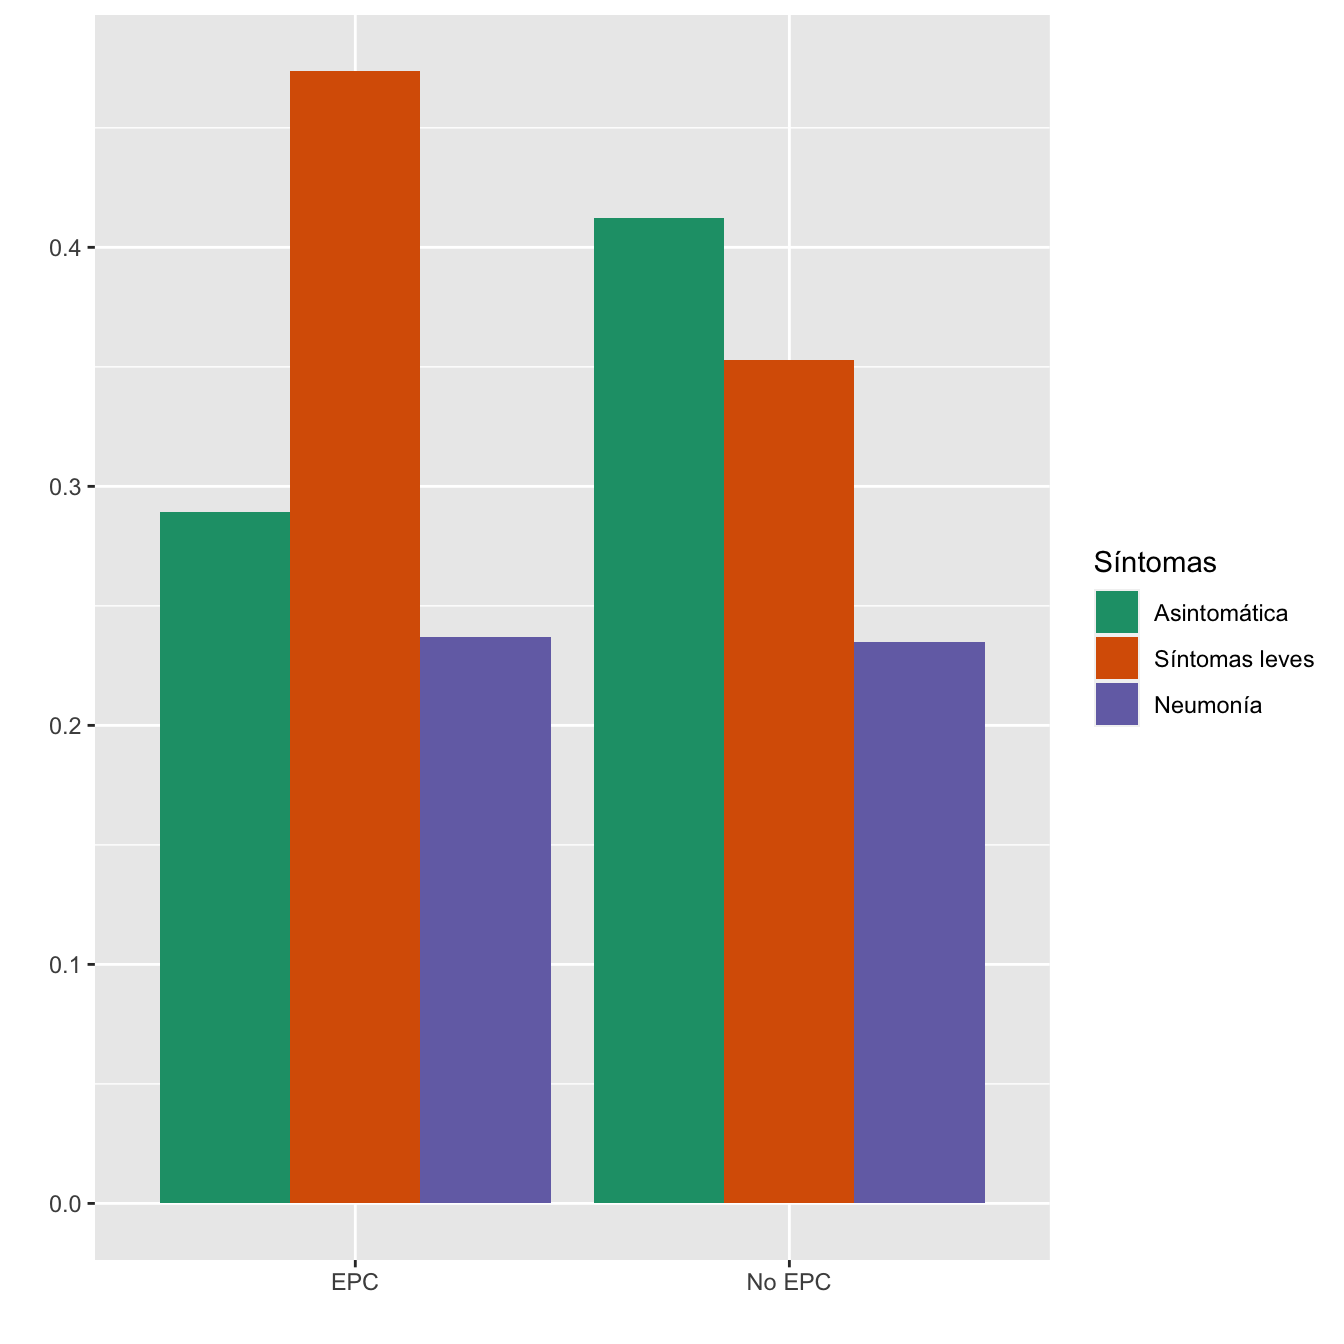 0.4
0.3
0.2
0.1
0.0
EPC
No EPC
Síntomas
Asintomática
Síntomas leves
Neumonía